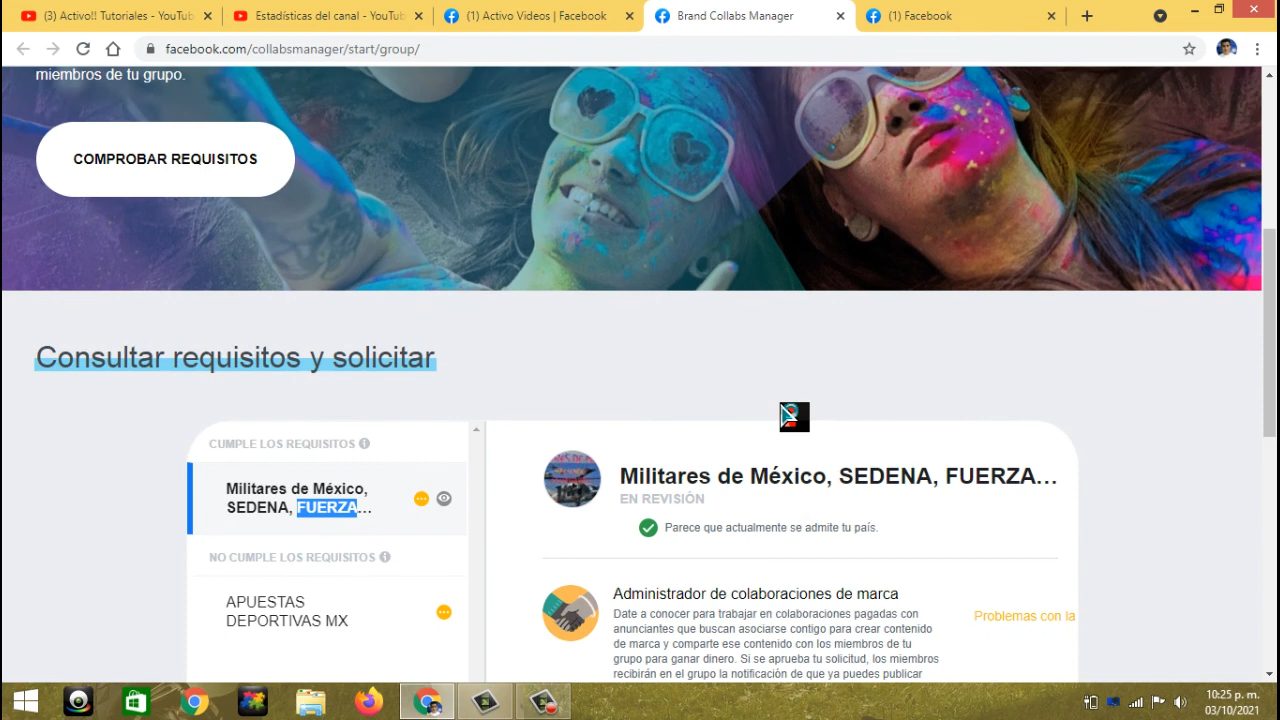 (3) Activo!! Tutoriales - YouTub
Estadísticas del canal - YouTub
(1) Activo Videos | Facebook
Brand Collabs Manager
(1) Facebook
facebook.com/collabsmanager/start/group/
miembros de tu grupo.
COMPROBAR REQUISITOS
Consultar requisitos y solicitar
CUMPLE LOS REQUISITOS
Militares de México,
SEDENA, FUERZA...
NO CUMPLE LOS REQUISITOS
APUESTAS
DEPORTIVAS MX
Militares de México, SEDENA, FUERZA...
EN REVISIÓN
Parece que actualmente se admite tu país.
Administrador de colaboraciones de marca
Date a conocer para trabajar en colaboraciones pagadas con
anunciantes que buscan asociarse contigo para crear contenido
de marca y comparte ese contenido con los miembros de tu
grupo para ganar dinero. Si se aprueba tu solicitud, los miembros
recibirán en el grupo la notificación de que ya puedes publicar
Problemas con la
10:25 p. m.
03/10/2021